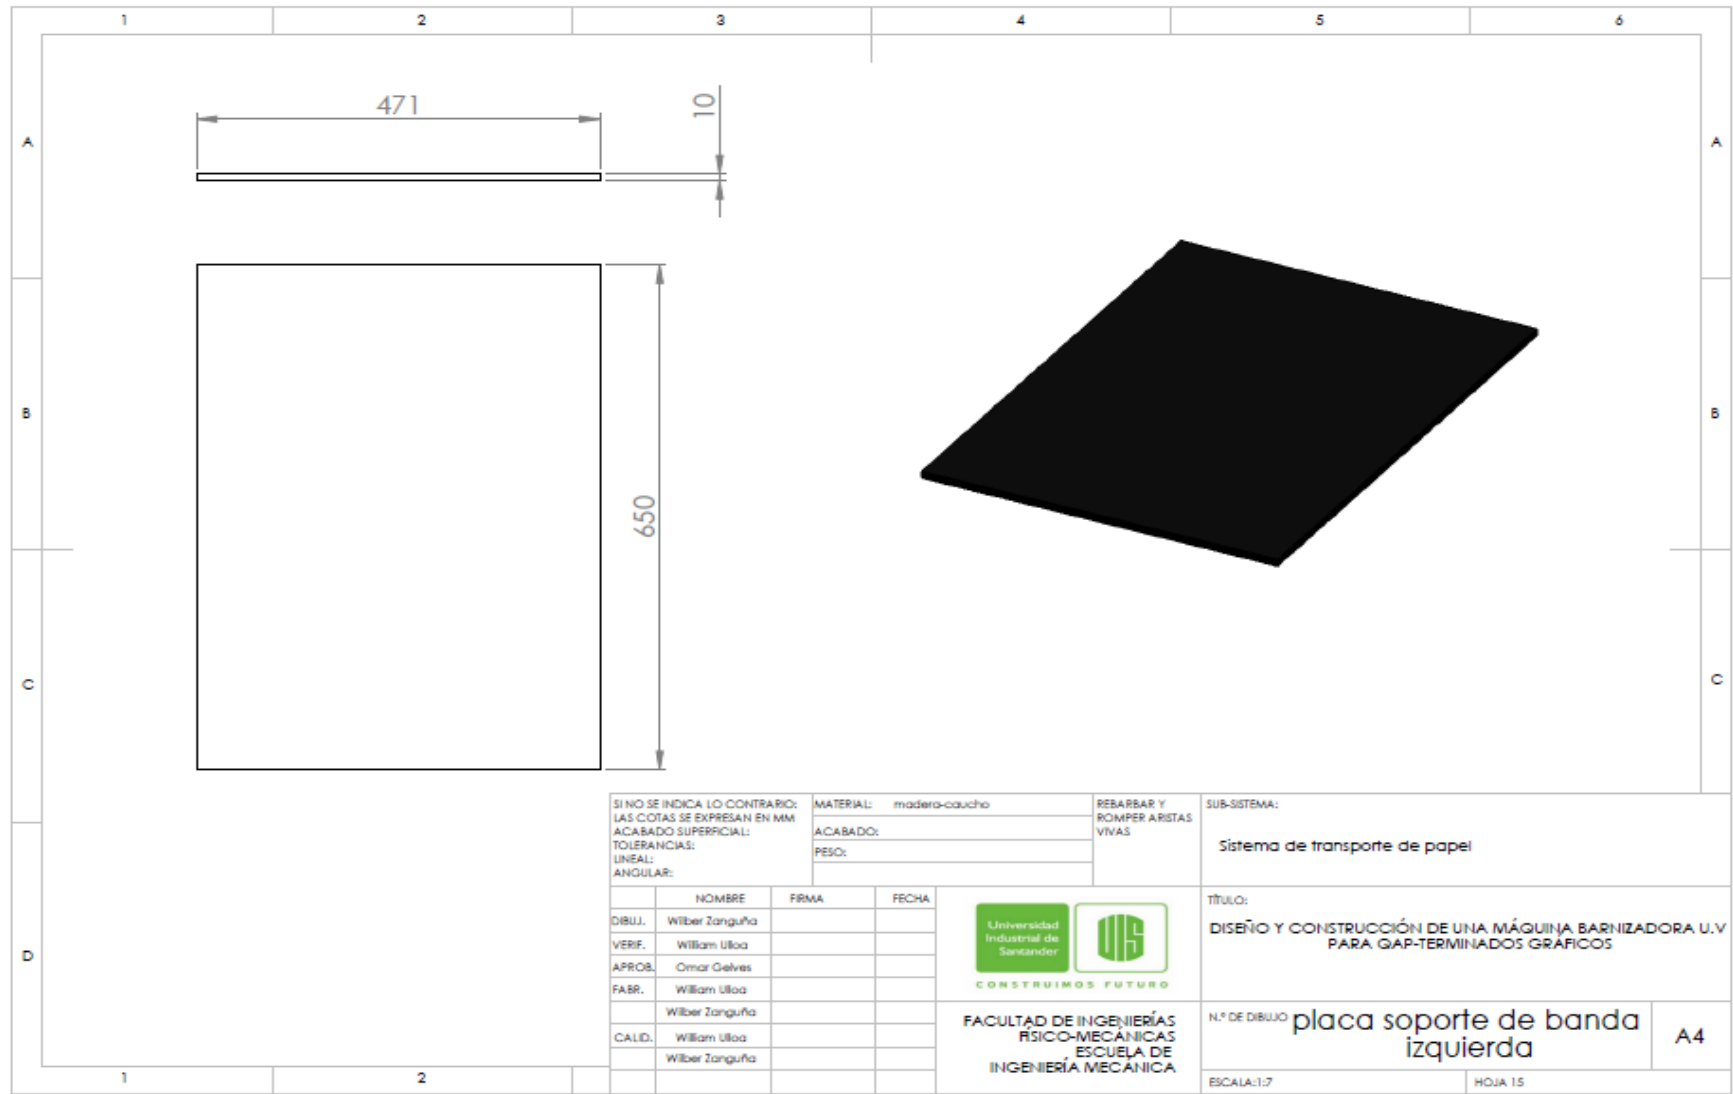 1 2 3 4 5 6
A A
B B
C C
D
1 2
471
10
650
SI NO SE INDICA LO CONTRARIO:
LAS COTAS SE EXPRESAN EN MM
ACABADO SUPERFICIAL:
TOLERANCIAS:
LINEAL:
ANGULAR:
MATERIAL: madera-caucho
ACABADO:
PESO:
REBARBAR Y
ROMPER ARISTAS
VIVAS
SUB-SISTEMA:
Sistema de transporte de papel
NOMBRE FIRMA FECHA
DIBUJ. Wilber Zanguña
VERIF. William Ulloa
APROB. Omar Gelves
FABR. William Ulloa
Wilber Zanguña
CALID. William Ulloa
Wilber Zanguña
Universidad
Industrial de
Santander
UIS
CONSTRUIMOS FUTURO
FACULTAD DE INGENIERÍAS
FÍSICO-MECÁNICAS
ESCUELA DE
INGENIERÍA MECÁNICA
TÍTULO:
DISEÑO Y CONSTRUCCIÓN DE UNA MÁQUINA BARNIZADORA U.V
PARA QAP-TERMINADOS GRÁFICOS
N.º DE DIBUJO placa soporte de banda
izquierda
A4
ESCALA:1:7
HOJA 15